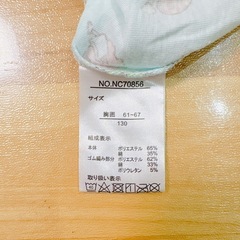 NO.NC70856
サイズ
胸囲 61-67
130
組成表示
本体 ポリエステル 65%
綿 35%
ゴム編み部分 ポリエステル 62%
綿 33%
ポリウレタン 5%
取り扱い表示